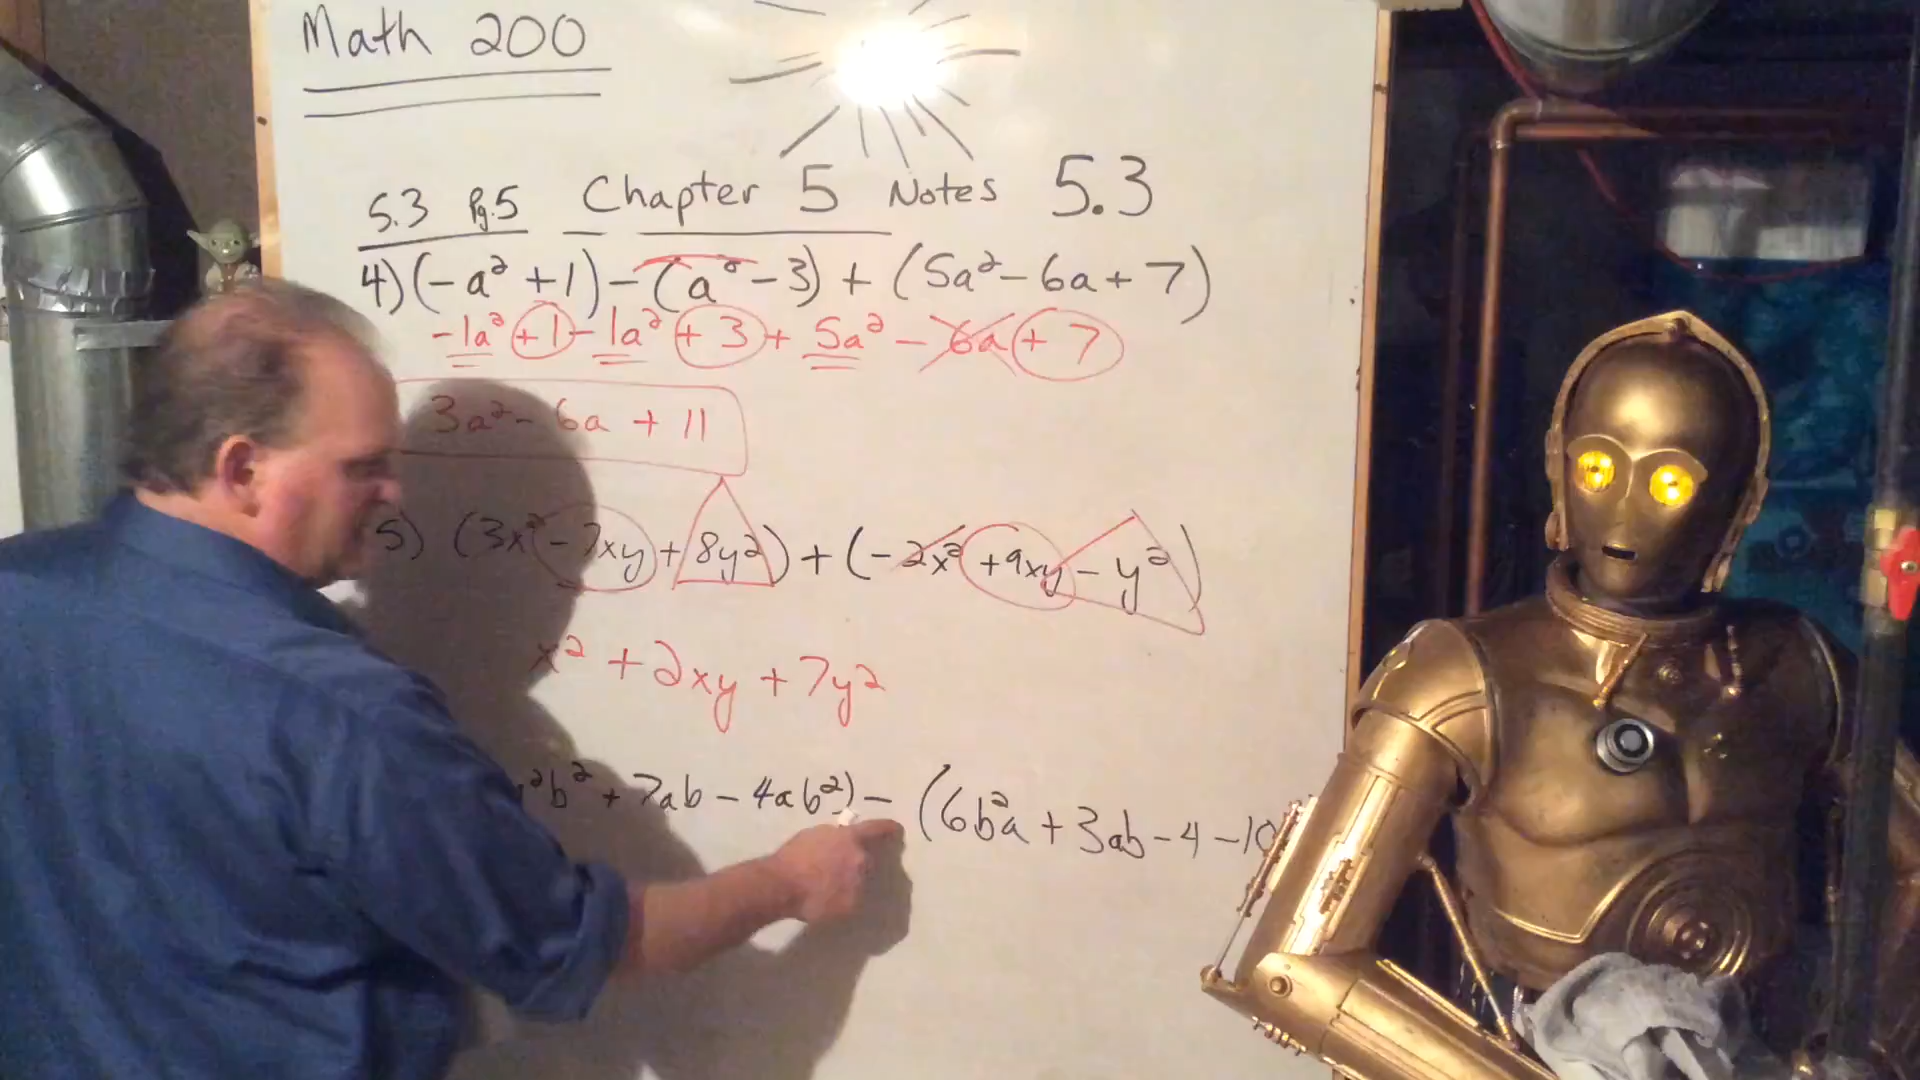 Math 200
5.3 Pg.5 Chapter 5 Notes 5.3
4) (-a² + 1) - (a² - 3) + (5a² - 6a + 7)
-1a² + 1 - 1a² + 3 + 5a² - 6a + 7
3a² - 6a + 11
5) (3x² - 7xy + 8y²) + (-2x² + 9xy - y²)
x² + 2xy + 7y²
²b² + 7ab - 4ab²) - (6b²a + 3ab - 4 - 10